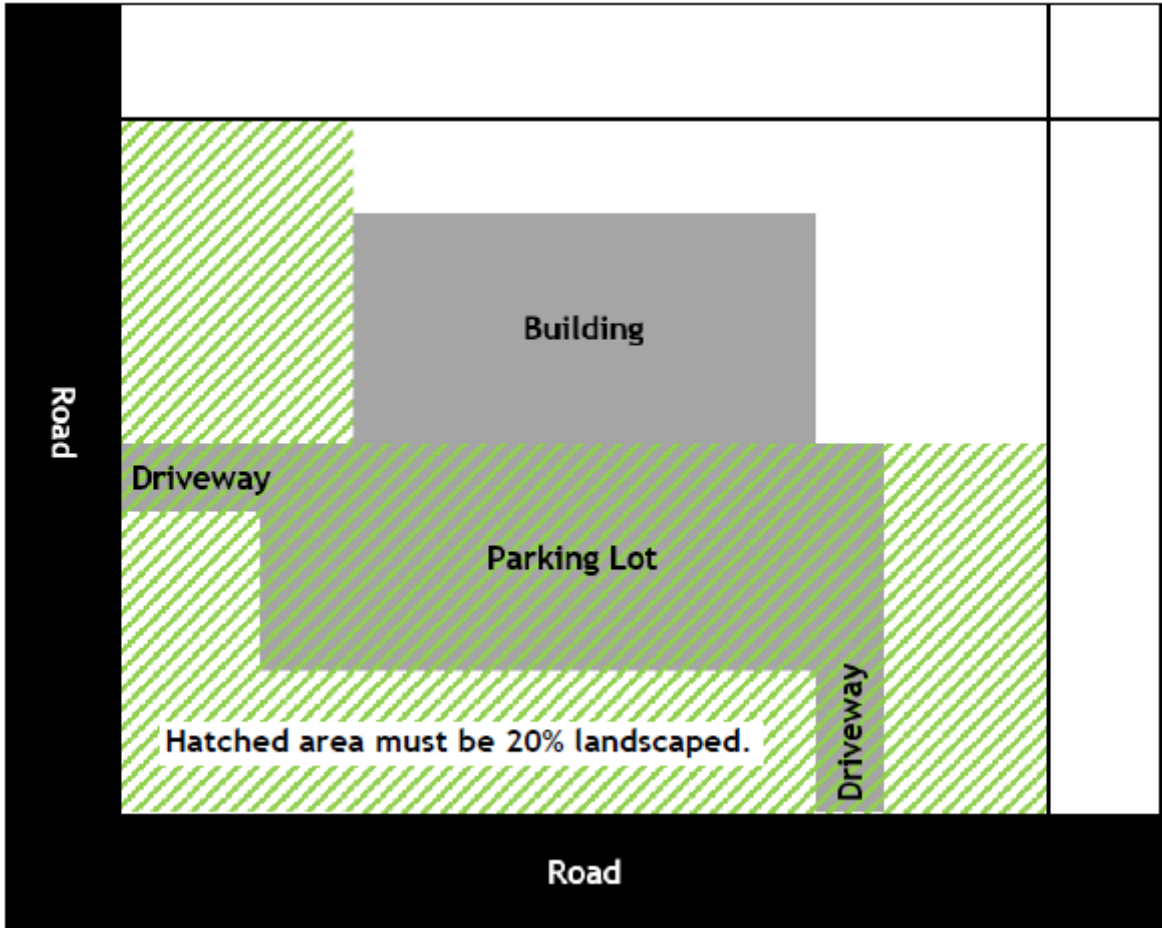 Building
Road
Driveway
Parking Lot
Driveway
Hatched area must be 20% landscaped.
Road